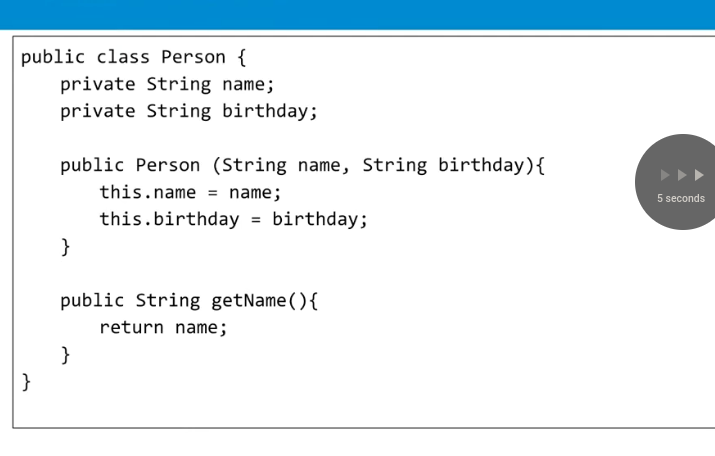 public class Person {
private String name;
private String birthday;
public Person (String name, String birthday){
this.name = name;
this.birthday = birthday;
}
public String getName(){
return name;
}
}
5 seconds